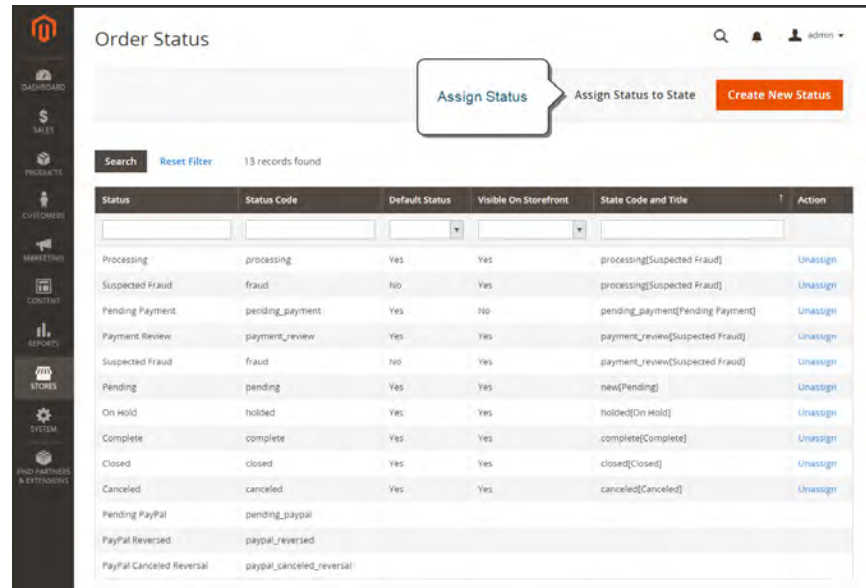 Order Status
admin
Assign Status
Assign Status to State
Create New Status
DASHBOARD
SALES
PRODUCTS
CUSTOMERS
MARKETING
CONTENT
REPORTS
STORES
SYSTEM
FIND PARTNERS
& EXTENSIONS
Search Reset Filter 13 records found
Status Status Code Default Status Visible On Storefront State Code and Title ↑ Action
Processing processing Yes Yes processing[Suspected Fraud] Unassign
Suspected Fraud fraud No Yes processing[Suspected Fraud] Unassign
Pending Payment pending_payment Yes No pending_payment[Pending Payment] Unassign
Payment Review payment_review Yes Yes payment_review[Suspected Fraud] Unassign
Suspected Fraud fraud No Yes payment_review[Suspected Fraud] Unassign
Pending pending Yes Yes new[Pending] Unassign
On Hold holded Yes Yes holded[On Hold] Unassign
Complete complete Yes Yes complete[Complete] Unassign
Closed closed Yes Yes closed[Closed] Unassign
Canceled canceled Yes Yes canceled[Canceled] Unassign
Pending PayPal pending_paypal
PayPal Reversed paypal_reversed
PayPal Canceled Reversal paypal_canceled_reversal